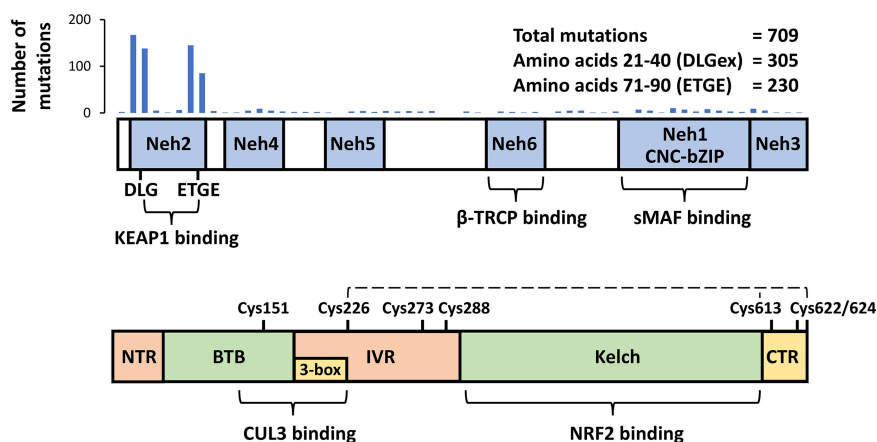 200
100
0
Number of
mutations
Total mutations = 709
Amino acids 21-40 (DLGex) = 305
Amino acids 71-90 (ETGE) = 230
Neh2 Neh4 Neh5 Neh6 Neh1 Neh3
CNC-bZIP
DLG ETGE
KEAP1 binding β-TRCP binding sMAF binding
Cys151 Cys226 Cys273 Cys288 Cys613 Cys622/624
NTR BTB IVR Kelch CTR
3-box
CUL3 binding NRF2 binding